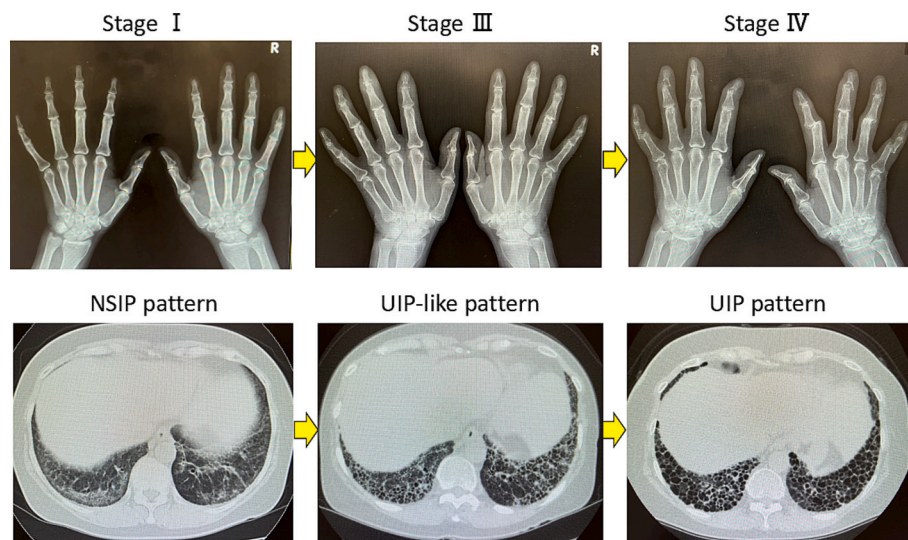 Stage Ⅰ
Stage Ⅲ
Stage Ⅳ
R
R
NSIP pattern
UIP-like pattern
UIP pattern